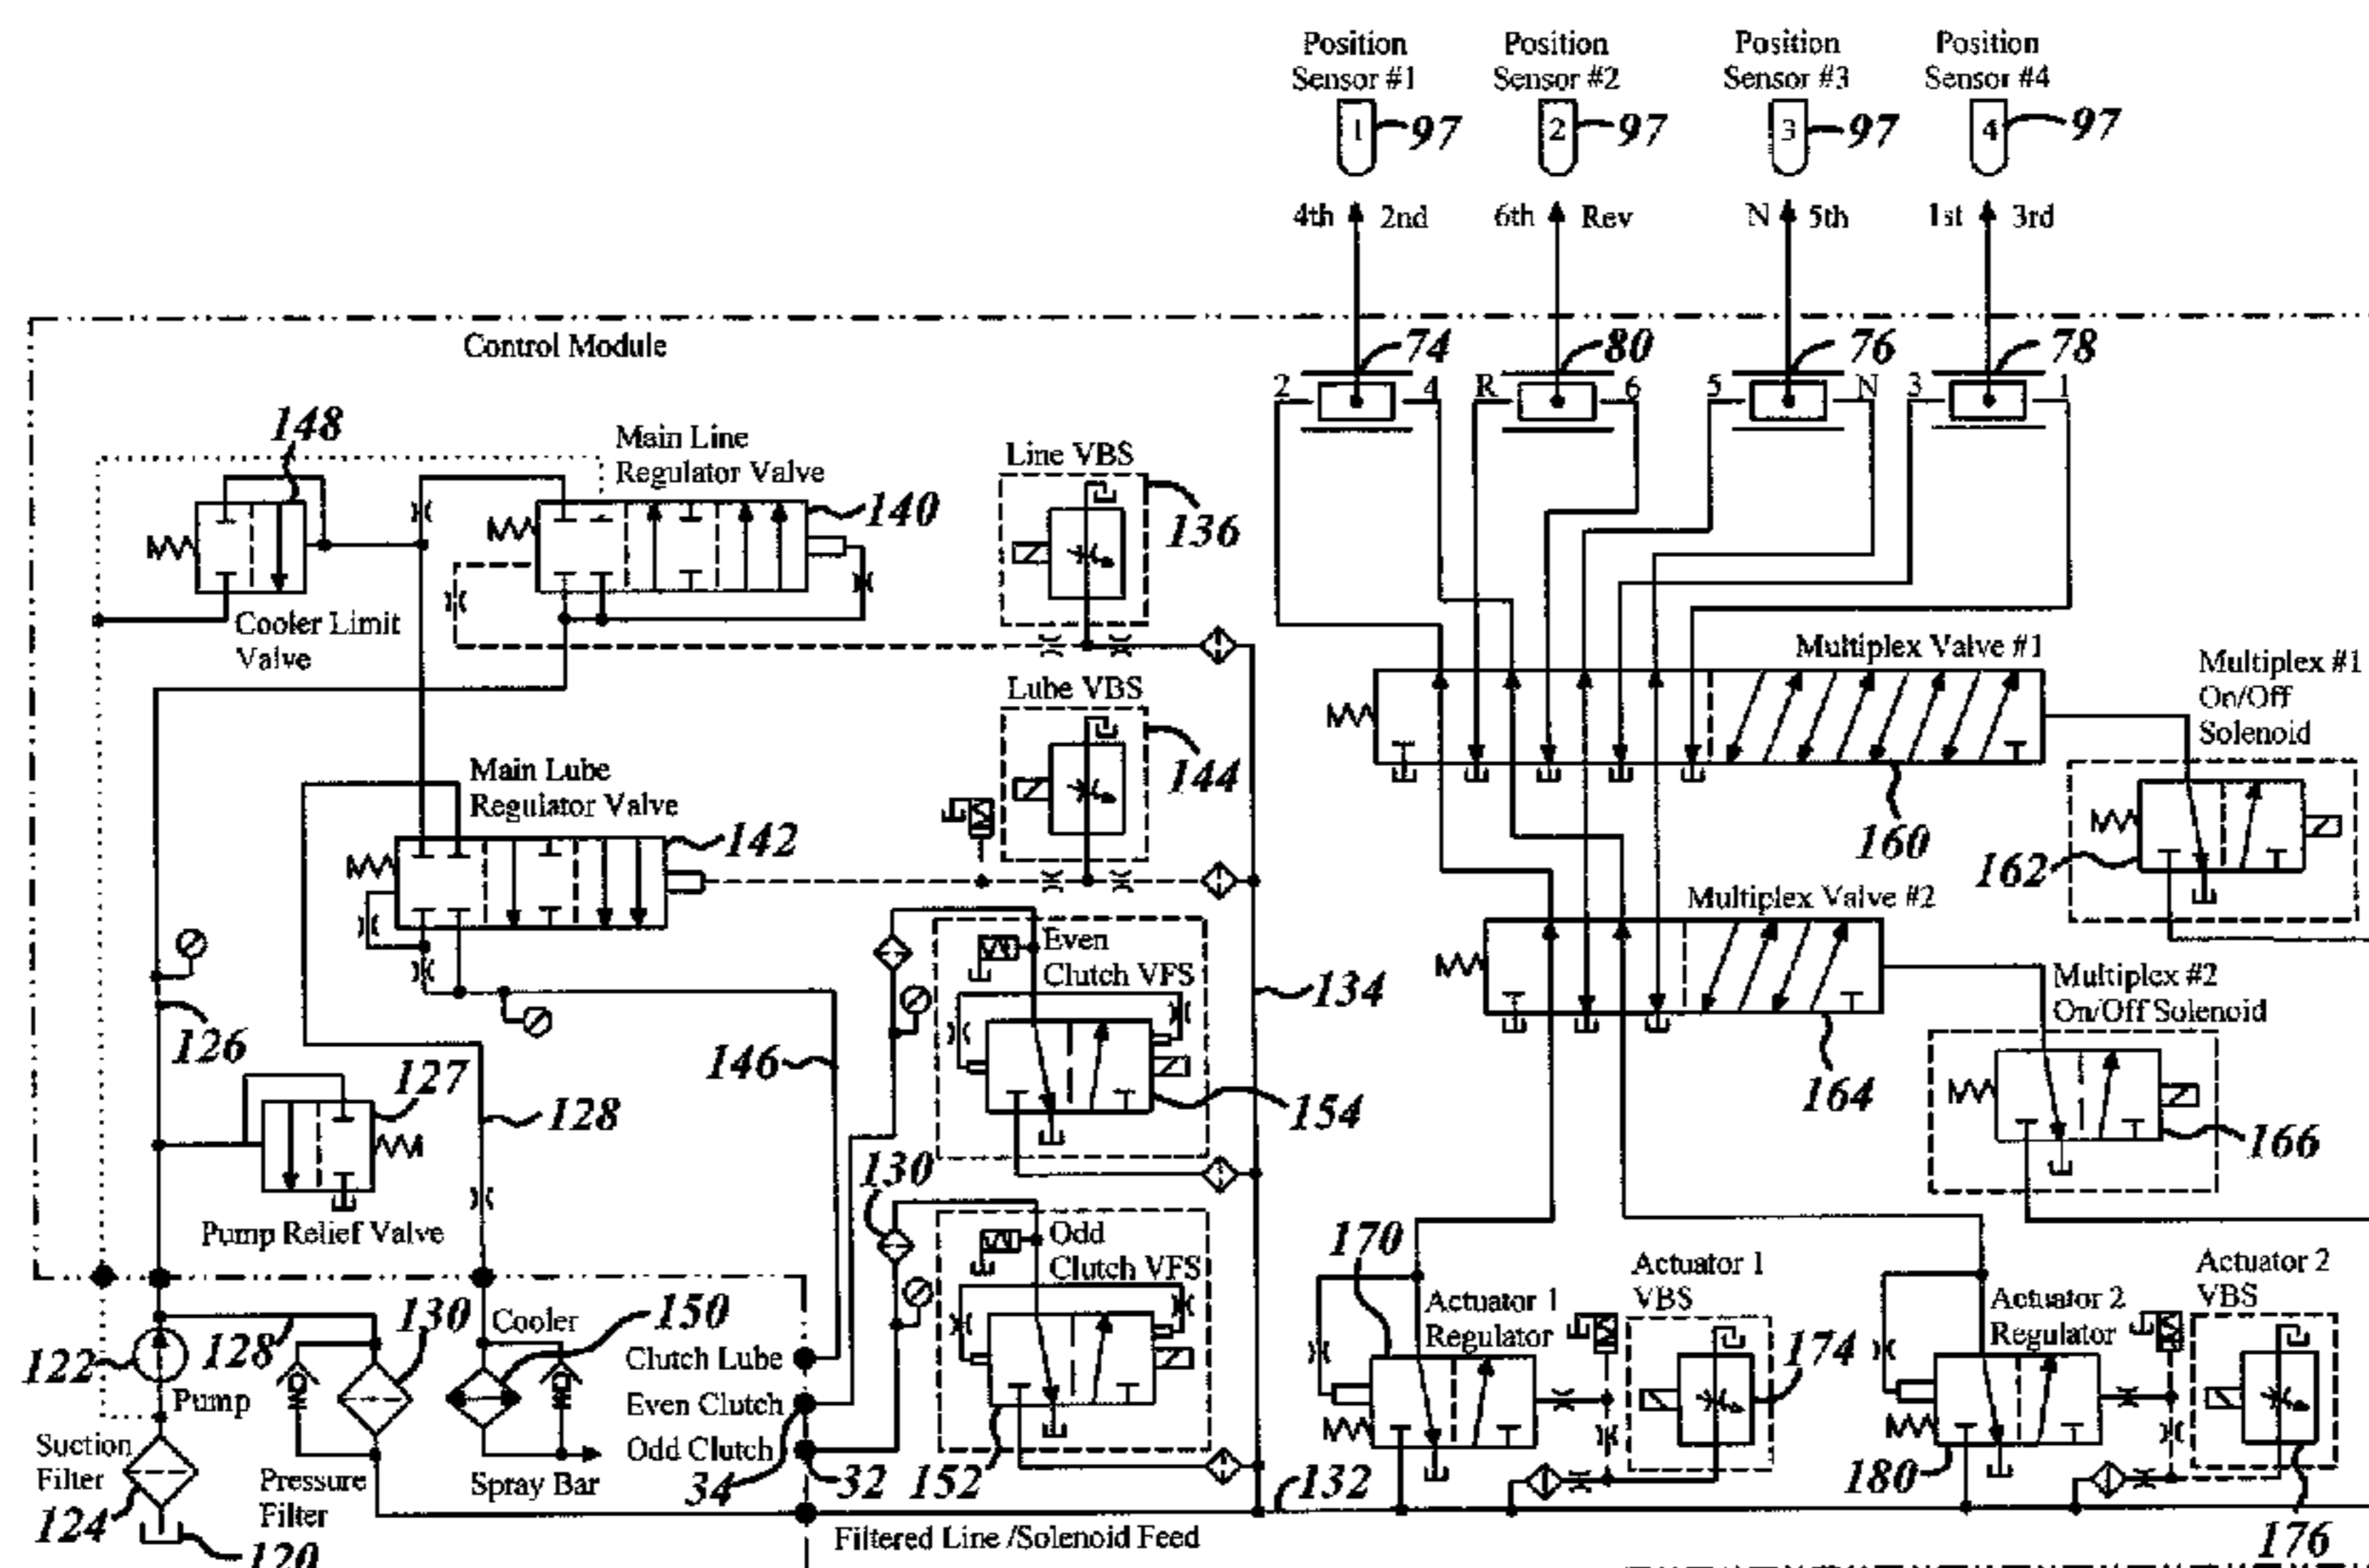 Position
Sensor #1
Position
Sensor #2
Position
Sensor #3
Position
Sensor #4
1
97
2
97
3
97
4
97
4th
2nd
6th
Rev
N
5th
1st
3rd
Control Module
74
80
76
78
2
4
R
6
5
N
3
1
148
Main Line
Regulator Valve
140
Line VBS
136
Cooler Limit
Valve
Multiplex Valve #1
Multiplex #1
On/Off
Solenoid
Lube VBS
144
160
162
Main Lube
Regulator Valve
142
Multiplex Valve #2
Multiplex #2
On/Off Solenoid
Even
Clutch VFS
134
126
146
127
128
154
164
166
130
Pump Relief Valve
Odd
Clutch VFS
170
Actuator 1
VBS
Actuator 2
VBS
Actuator 1
Regulator
Actuator 2
Regulator
130
Cooler
150
122
128
Clutch Lube
174
Pump
Even Clutch
Suction
Filter
Odd Clutch
Pressure
Filter
Spray Bar
34
32
152
132
180
124
120
Filtered Line /Solenoid Feed
176